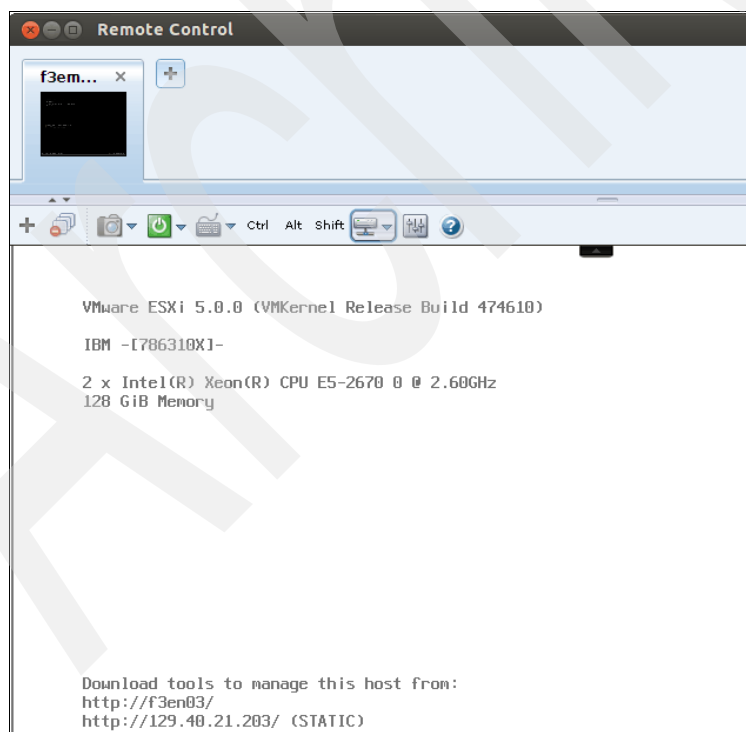 Remote Control
f3em...
Ctrl Alt Shift
VMware ESXi 5.0.0 (VMKernel Release Build 474610)
IBM -[786310X]-
2 x Intel(R) Xeon(R) CPU E5-2670 0 @ 2.60GHz
128 GiB Memory
Download tools to manage this host from:
http://f3en03/
http://129.40.21.203/ (STATIC)